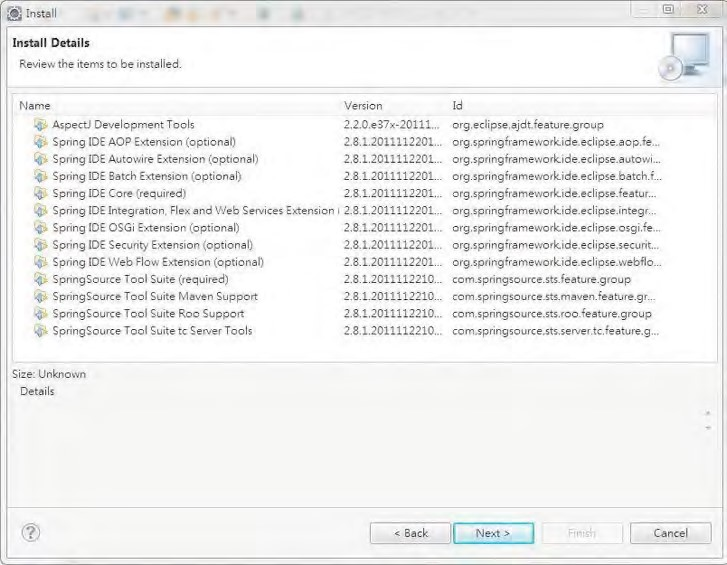 Install
Install Details
Review the items to be installed.
Name Version Id
AspectJ Development Tools 2.2.0.e37x-20111... org.eclipse.ajdt.feature.group
Spring IDE AOP Extension (optional) 2.8.1.2011112201... org.springframework.ide.eclipse.aop.fe...
Spring IDE Autowire Extension (optional) 2.8.1.2011112201... org.springframework.ide.eclipse.autowi...
Spring IDE Batch Extension (optional) 2.8.1.2011112201... org.springframework.ide.eclipse.batch.f...
Spring IDE Core (required) 2.8.1.2011112201... org.springframework.ide.eclipse.featur...
Spring IDE Integration, Flex and Web Services Extension ( 2.8.1.2011112201... org.springframework.ide.eclipse.integr...
Spring IDE OSGi Extension (optional) 2.8.1.2011112201... org.springframework.ide.eclipse.osgi.fe...
Spring IDE Security Extension (optional) 2.8.1.2011112201... org.springframework.ide.eclipse.securit...
Spring IDE Web Flow Extension (optional) 2.8.1.2011112201... org.springframework.ide.eclipse.webflo...
SpringSource Tool Suite (required) 2.8.1.2011112210... com.springsource.sts.feature.group
SpringSource Tool Suite Maven Support 2.8.1.2011112210... com.springsource.sts.maven.feature.gr...
SpringSource Tool Suite Roo Support 2.8.1.2011112210... com.springsource.sts.roo.feature.group
SpringSource Tool Suite tc Server Tools 2.8.1.2011112210... com.springsource.sts.server.tc.feature.g...
Size: Unknown
Details
< Back Next > Finish Cancel